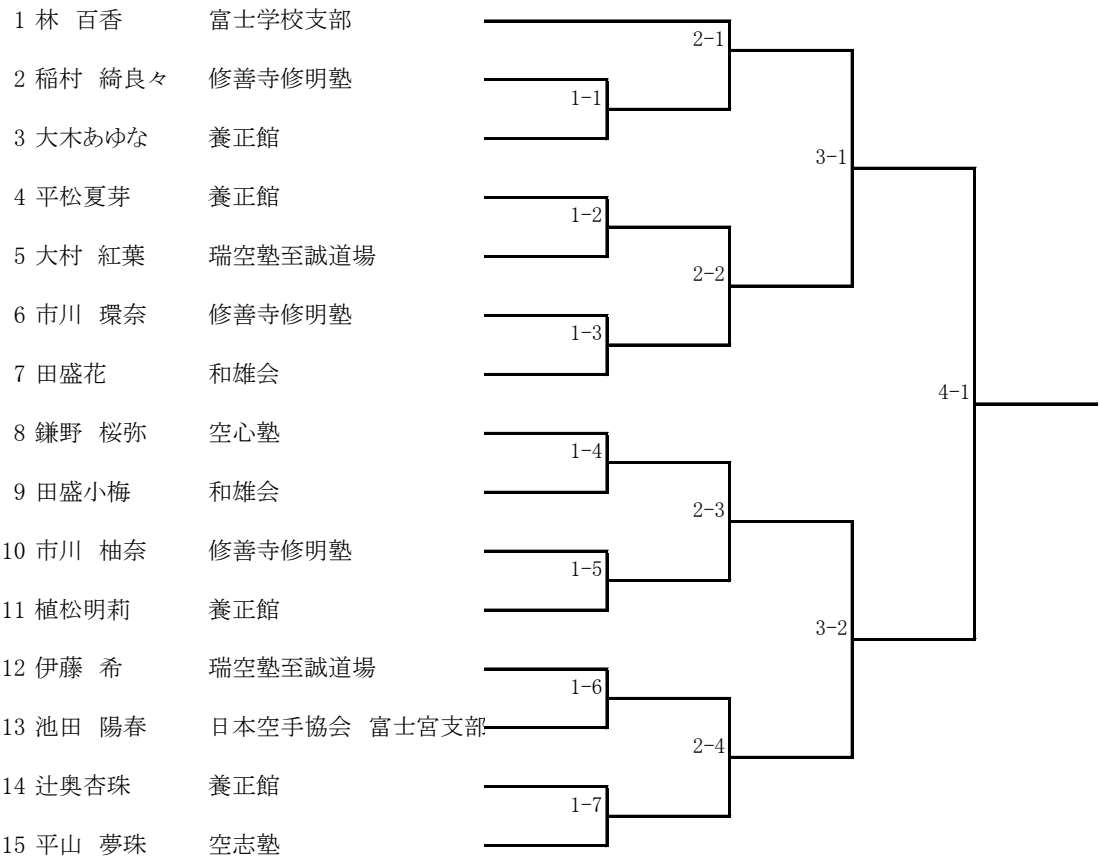 1 林 百香 富士学校支部
2-1
2 稲村 綺良々 修善寺修明塾
1-1
3 大木あゆな 養正館
3-1
4 平松夏芽 養正館
1-2
5 大村 紅葉 瑞空塾至誠道場
2-2
6 市川 環奈 修善寺修明塾
1-3
7 田盛花 和雄会
4-1
8 鎌野 桜弥 空心塾
1-4
9 田盛小梅 和雄会
2-3
10 市川 柚奈 修善寺修明塾
1-5
11 植松明莉 養正館
3-2
12 伊藤 希 瑞空塾至誠道場
1-6
13 池田 陽春 日本空手協会 富士宮支部
2-4
14 辻奥杏珠 養正館
1-7
15 平山 夢珠 空志塾